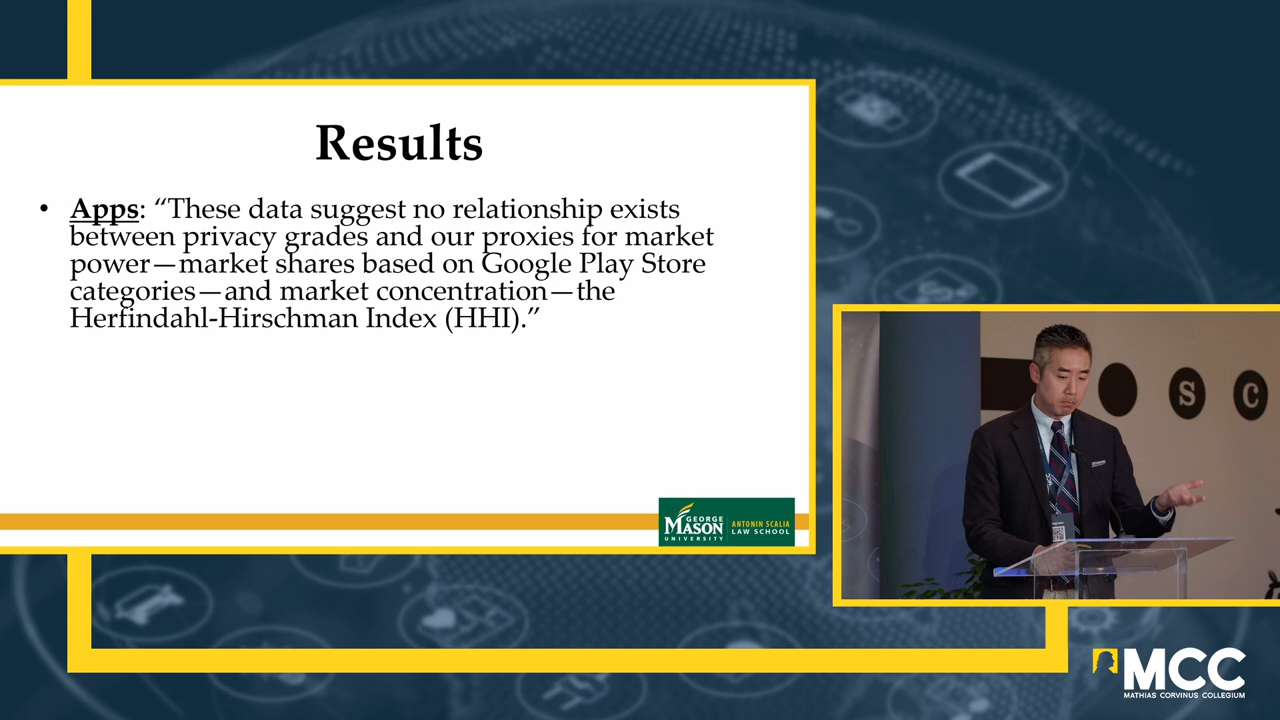 Results
• Apps: “These data suggest no relationship exists
between privacy grades and our proxies for market
power—market shares based on Google Play Store
categories—and market concentration—the
Herfindahl-Hirschman Index (HHI).”
GEORGE
MASON
UNIVERSITY
ANTONIN SCALIA
LAW SCHOOL
S C
MCC
MATHIAS CORVINUS COLLEGIUM